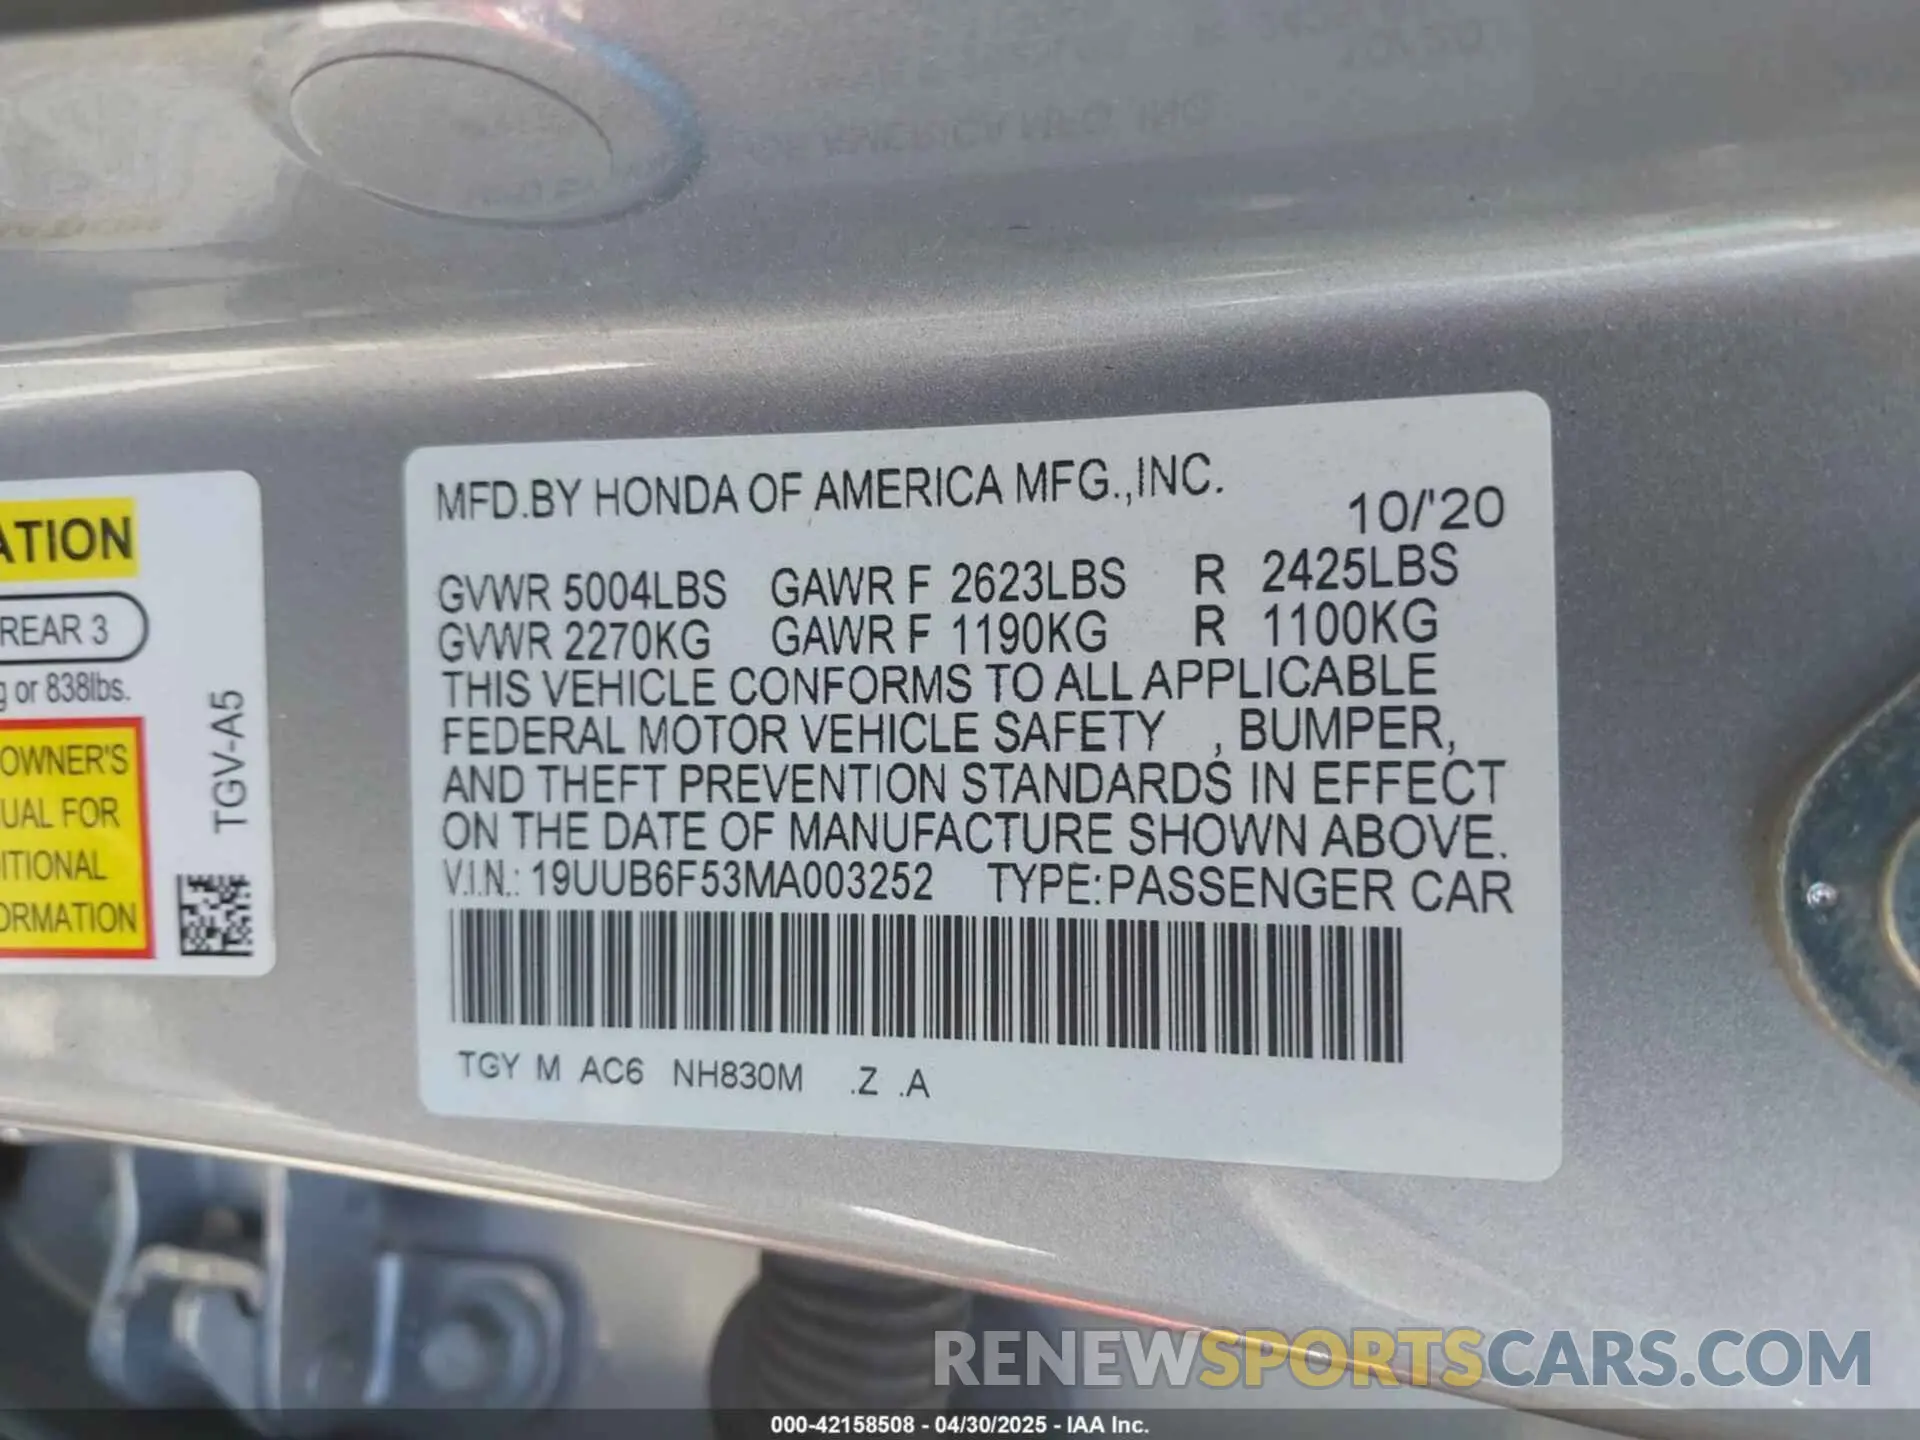 MFD.BY HONDA OF AMERICA MFG.,INC.
10/'20
GVWR 5004LBS GAWR F 2623LBS R 2425LBS
GVWR 2270KG GAWR F 1190KG R 1100KG
THIS VEHICLE CONFORMS TO ALL APPLICABLE
FEDERAL MOTOR VEHICLE SAFETY , BUMPER,
AND THEFT PREVENTION STANDARDS IN EFFECT
ON THE DATE OF MANUFACTURE SHOWN ABOVE.
V.I.N.: 19UUB6F53MA003252 TYPE:PASSENGER CAR
TGY M AC6 NH830M .Z .A
ATION
REAR 3
g or 838lbs.
OWNER'S
UAL FOR
DITIONAL
ORMATION
TGV-A5
RENEWSPORTSCARS.COM
000-42158508 - 04/30/2025 - IAA Inc.